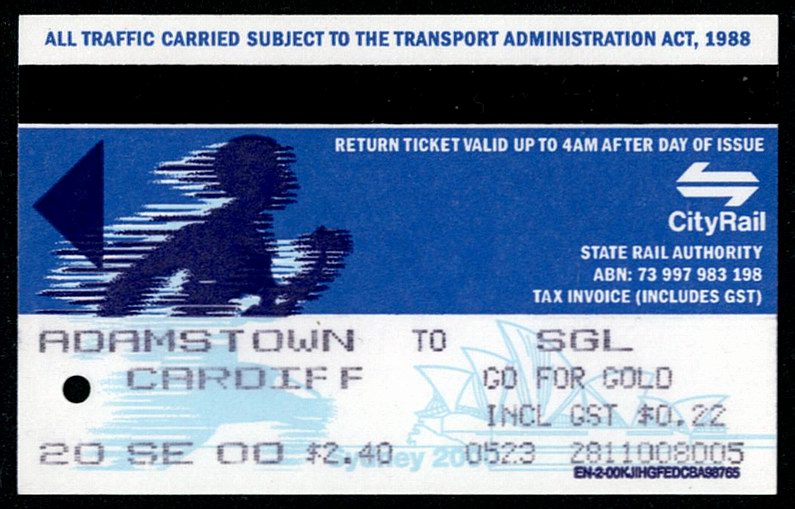 ALL TRAFFIC CARRIED SUBJECT TO THE TRANSPORT ADMINISTRATION ACT, 1988
RETURN TICKET VALID UP TO 4AM AFTER DAY OF ISSUE
CityRail
STATE RAIL AUTHORITY
ABN: 73 997 983 198
TAX INVOICE (INCLUDES GST)
ADAMSTOWN TO SGL
CARDIFF GO FOR GOLD
INCL GST $0.22
20 SE 00 $2.40 0523 2811008005
EN-2-00KJIHGFEDCBA98765